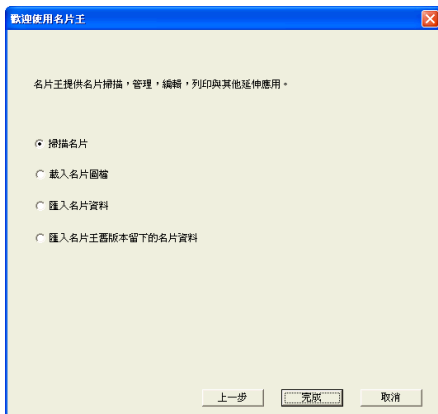 歡迎使用名片王
名片王提供名片掃描，管理，編輯，列印與其他延伸應用。
掃描名片
載入名片圖檔
匯入名片資料
匯入名片王舊版本留下的名片資料
上一步 完成 取消